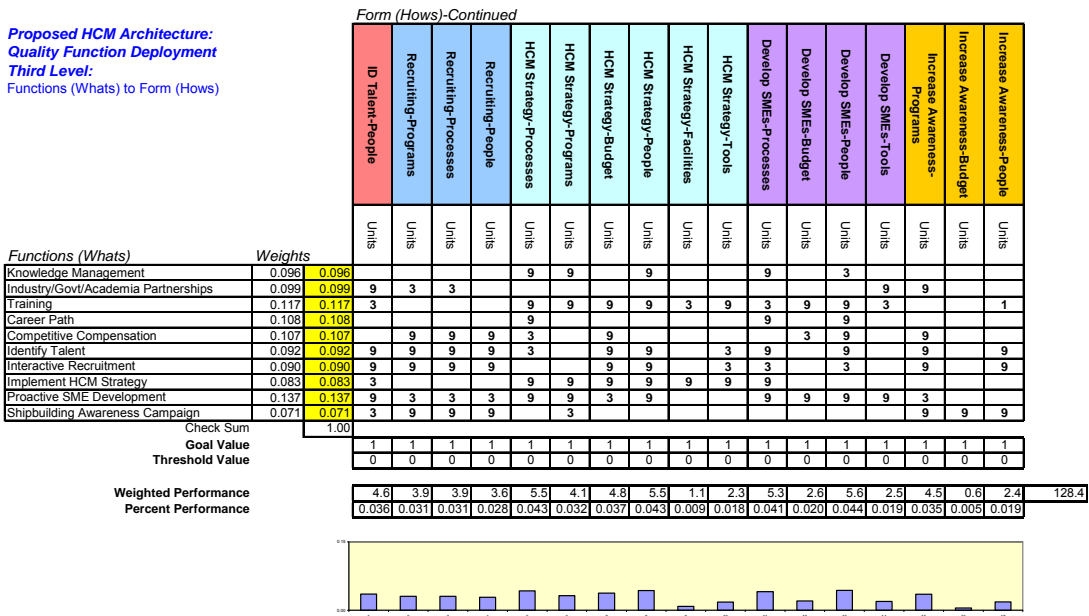 Form (Hows)-Continued
Proposed HCM Architecture:
Quality Function Deployment
Third Level:
Functions (Whats) to Form (Hows)
ID Talent-People
Recruiting-Programs
Recruiting-Processes
Recruiting-People
HCM Strategy-Processes
HCM Strategy-Programs
HCM Strategy-Budget
HCM Strategy-People
HCM Strategy-Facilities
HCM Strategy-Tools
Develop SMEs-Processes
Develop SMEs-Budget
Develop SMEs-People
Develop SMEs-Tools
Increase Awareness-
Programs
Increase Awareness-Budget
Increase Awareness-People
Units Units Units Units Units Units Units Units Units Units Units Units Units Units Units Units Units
Functions (Whats) Weights
Knowledge Management 0.096 0.096 9 9 9 9 3
Industry/Govt/Academia Partnerships 0.099 0.099 9 3 3 9 9
Training 0.117 0.117 3 9 9 9 9 3 9 3 9 9 3 1
Career Path 0.108 0.108 9 9 9
Competitive Compensation 0.107 0.107 9 9 9 3 9 3 9 9
Identify Talent 0.092 0.092 9 9 9 9 3 9 9 3 9 9 9 9
Interactive Recruitment 0.090 0.090 9 9 9 9 9 9 3 3 3 9 9
Implement HCM Strategy 0.083 0.083 3 9 9 9 9 9 9 9
Proactive SME Development 0.137 0.137 9 3 3 3 9 9 3 9 9 9 9 9 3
Shipbuilding Awareness Campaign 0.071 0.071 3 9 9 9 3 9 9 9
Check Sum 1.00
Goal Value 1 1 1 1 1 1 1 1 1 1 1 1 1 1 1 1 1
Threshold Value 0 0 0 0 0 0 0 0 0 0 0 0 0 0 0 0 0
Weighted Performance 4.6 3.9 3.9 3.6 5.5 4.1 4.8 5.5 1.1 2.3 5.3 2.6 5.6 2.5 4.5 0.6 2.4 128.4
Percent Performance 0.036 0.031 0.031 0.028 0.043 0.032 0.037 0.043 0.009 0.018 0.041 0.020 0.044 0.019 0.035 0.005 0.019
0.00